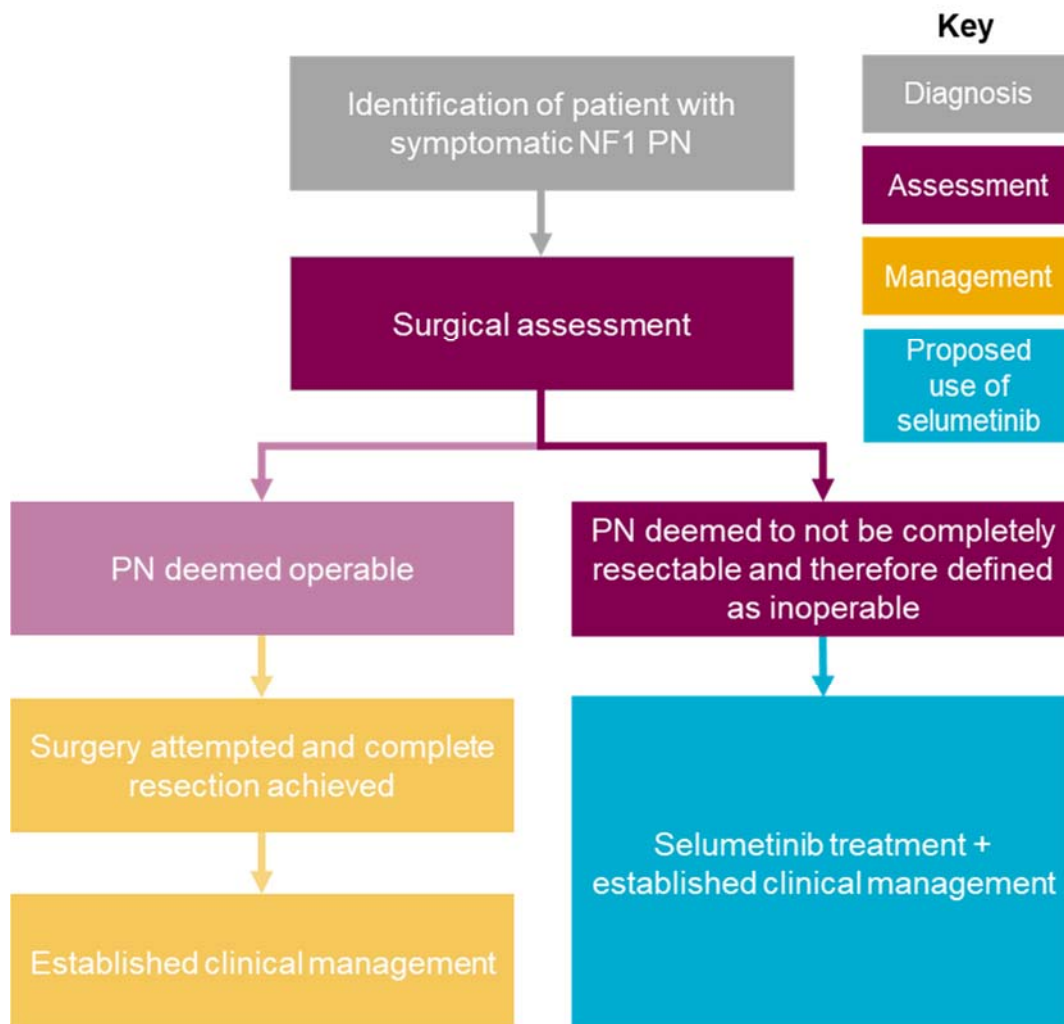 Key
Diagnosis
Assessment
Management
Proposed
use of
selumetinib
Identification of patient with
symptomatic NF1 PN
Surgical assessment
PN deemed operable
PN deemed to not be completely
resectable and therefore defined
as inoperable
Surgery attempted and complete
resection achieved
Selumetinib treatment +
established clinical management
Established clinical management